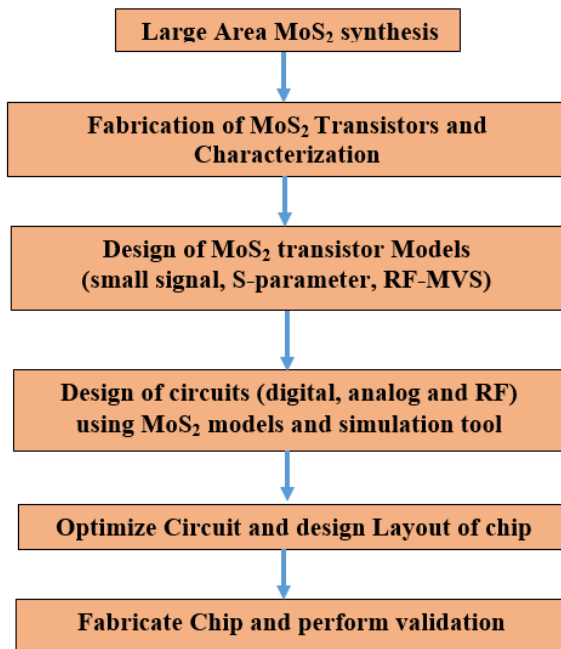 Large Area MoS₂ synthesis
Fabrication of MoS₂ Transistors and
Characterization
Design of MoS₂ transistor Models
(small signal, S-parameter, RF-MVS)
Design of circuits (digital, analog and RF)
using MoS₂ models and simulation tool
Optimize Circuit and design Layout of chip
Fabricate Chip and perform validation